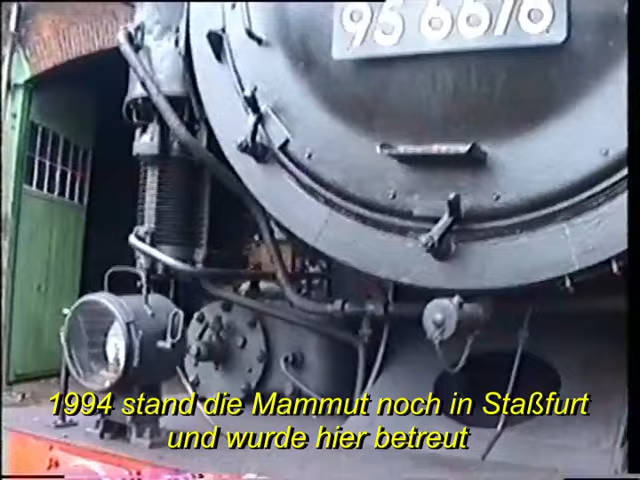 95 6676
1994 stand die Mammut noch in Staßfurt
und wurde hier betreut